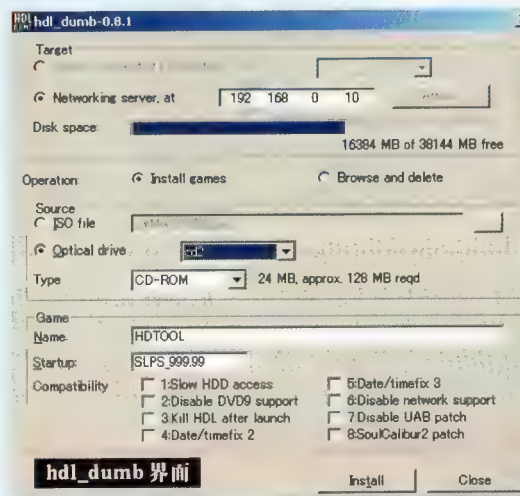 hdl_dumb-0.8.1
Target
Networking server, at 192 168 0 10
Disk space:
16384 MB of 38144 MB free
Operation: Install games Browse and delete
Source
ISO file
Optical drive cd2:
Type CD-ROM 24 MB, approx. 128 MB reqd
Game
Name: HDTOOL
Startup: SLPS_999.99
Compatibility
1:Slow HDD access
2:Disable DVD9 support
3:Kill HDL after launch
4:Date/timefix 2
5:Date/timefix 3
6:Disable network support
7:Disable UAB patch
8:SoulCalibur2 patch
hdl_dumb 界面
Install Close